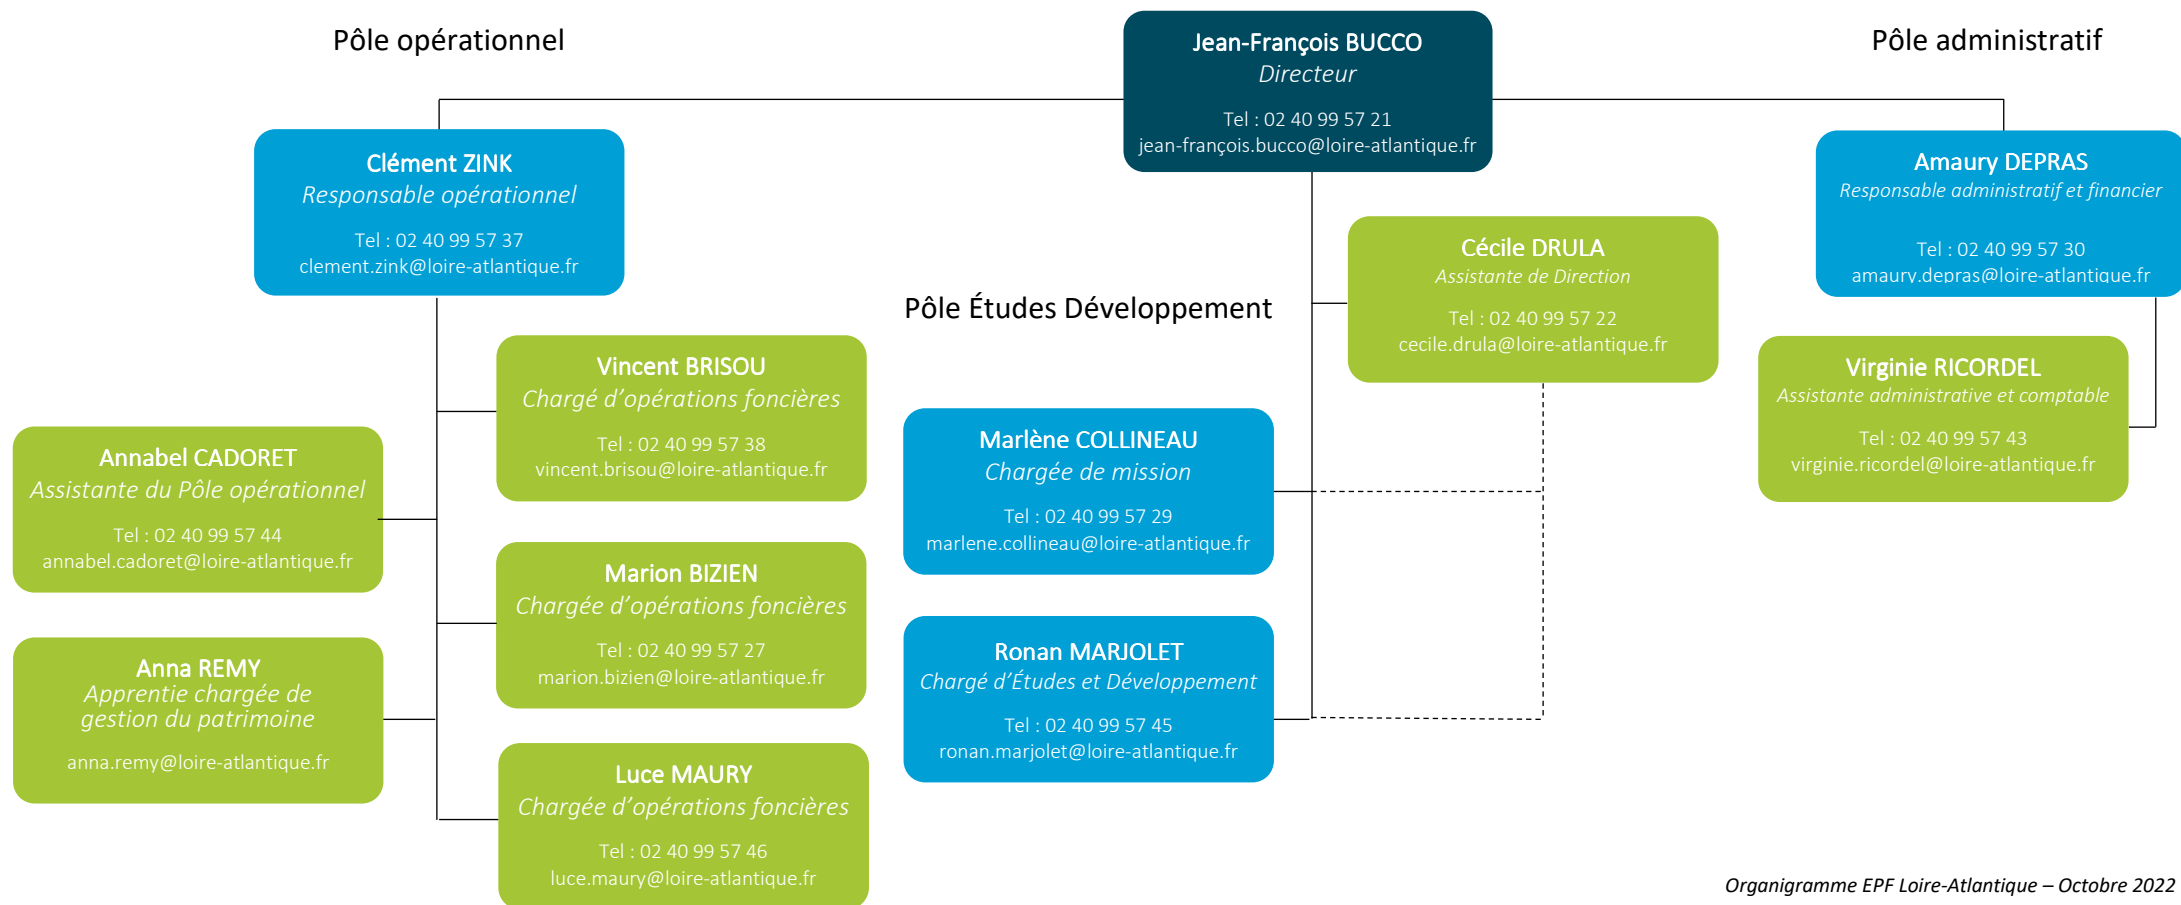 Pôle opérationnel
Jean-François BUCCO
Directeur
Tel : 02 40 99 57 21
jean-françois.bucco@loire-atlantique.fr
Pôle administratif
Clément ZINK
Responsable opérationnel
Tel : 02 40 99 57 37
clement.zink@loire-atlantique.fr
Amaury DEPRAS
Responsable administratif et financier
Tel : 02 40 99 57 30
amaury.depras@loire-atlantique.fr
Cécile DRULA
Assistante de Direction
Tel : 02 40 99 57 22
cecile.drula@loire-atlantique.fr
Pôle Études Développement
Vincent BRISOU
Chargé d’opérations foncières
Tel : 02 40 99 57 38
vincent.brisou@loire-atlantique.fr
Virginie RICORDEL
Assistante administrative et comptable
Tel : 02 40 99 57 43
virginie.ricordel@loire-atlantique.fr
Annabel CADORET
Assistante du Pôle opérationnel
Tel : 02 40 99 57 44
annabel.cadoret@loire-atlantique.fr
Marlène COLLINEAU
Chargée de mission
Tel : 02 40 99 57 29
marlene.collineau@loire-atlantique.fr
Marion BIZIEN
Chargée d’opérations foncières
Tel : 02 40 99 57 27
marion.bizien@loire-atlantique.fr
Anna REMY
Apprentie chargée de
gestion du patrimoine
anna.remy@loire-atlantique.fr
Ronan MARJOLET
Chargé d’Études et Développement
Tel : 02 40 99 57 45
ronan.marjolet@loire-atlantique.fr
Luce MAURY
Chargée d’opérations foncières
Tel : 02 40 99 57 46
luce.maury@loire-atlantique.fr
Organigramme EPF Loire-Atlantique – Octobre 2022